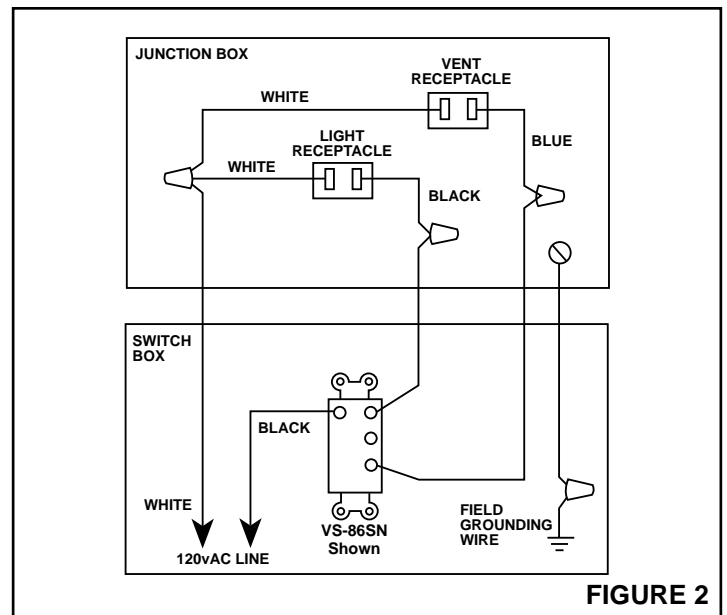 JUNCTION BOX
VENT
RECEPTACLE
WHITE
BLUE
LIGHT
RECEPTACLE
WHITE
BLACK
SWITCH
BOX
BLACK
WHITE
FIELD
GROUNDING
WIRE
VS-86SN
Shown
120vAC LINE
FIGURE 2